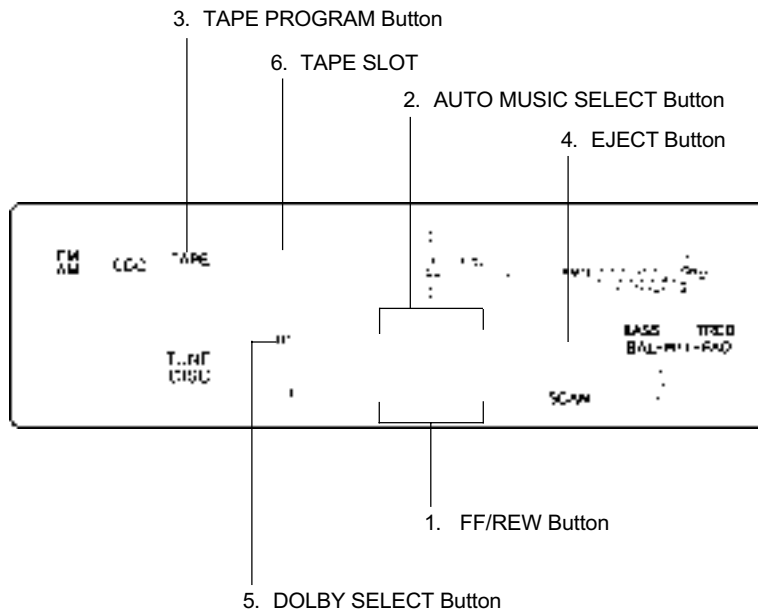 3. TAPE PROGRAM Button
6. TAPE SLOT
2. AUTO MUSIC SELECT Button
4. EJECT Button
FM
AM
TAPE
BASS TREB
SCAN
1. FF/REW Button
5. DOLBY SELECT Button